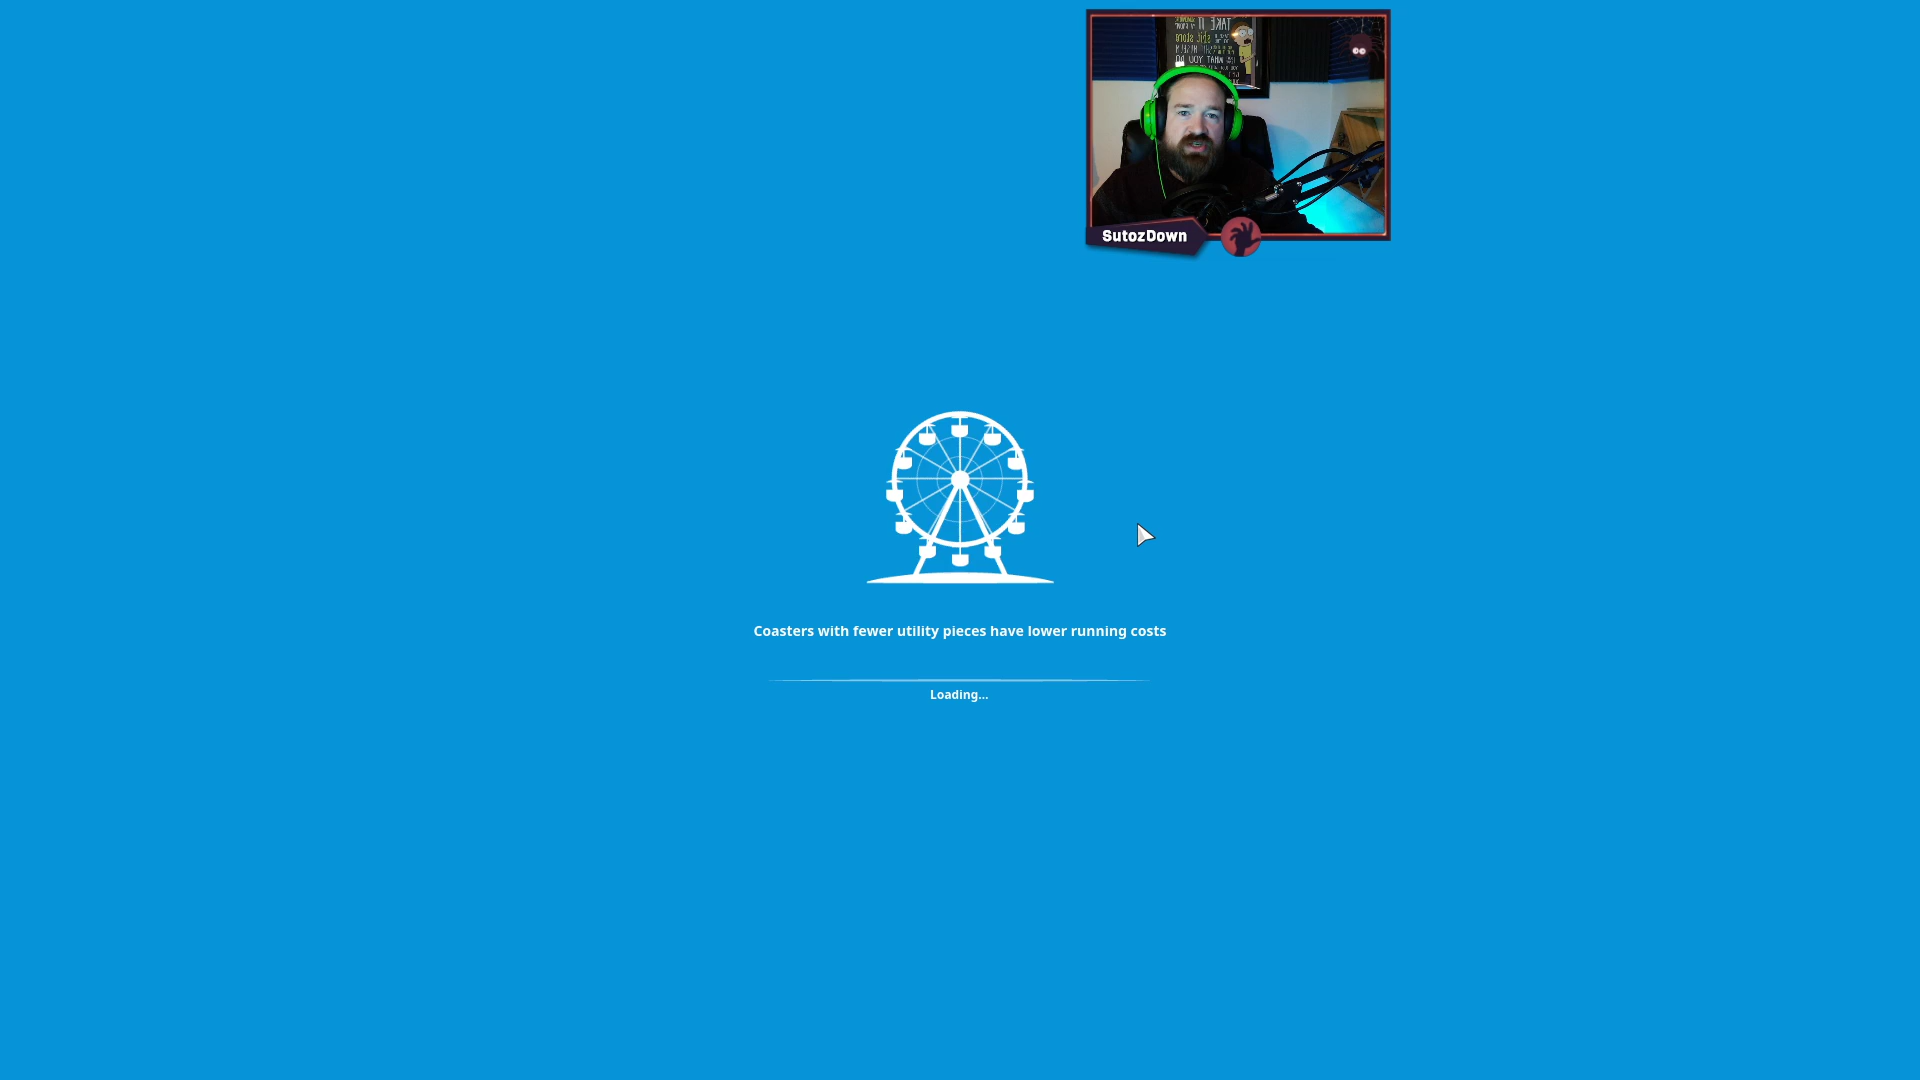 SutozDown
Coasters with fewer utility pieces have lower running costs
Loading...